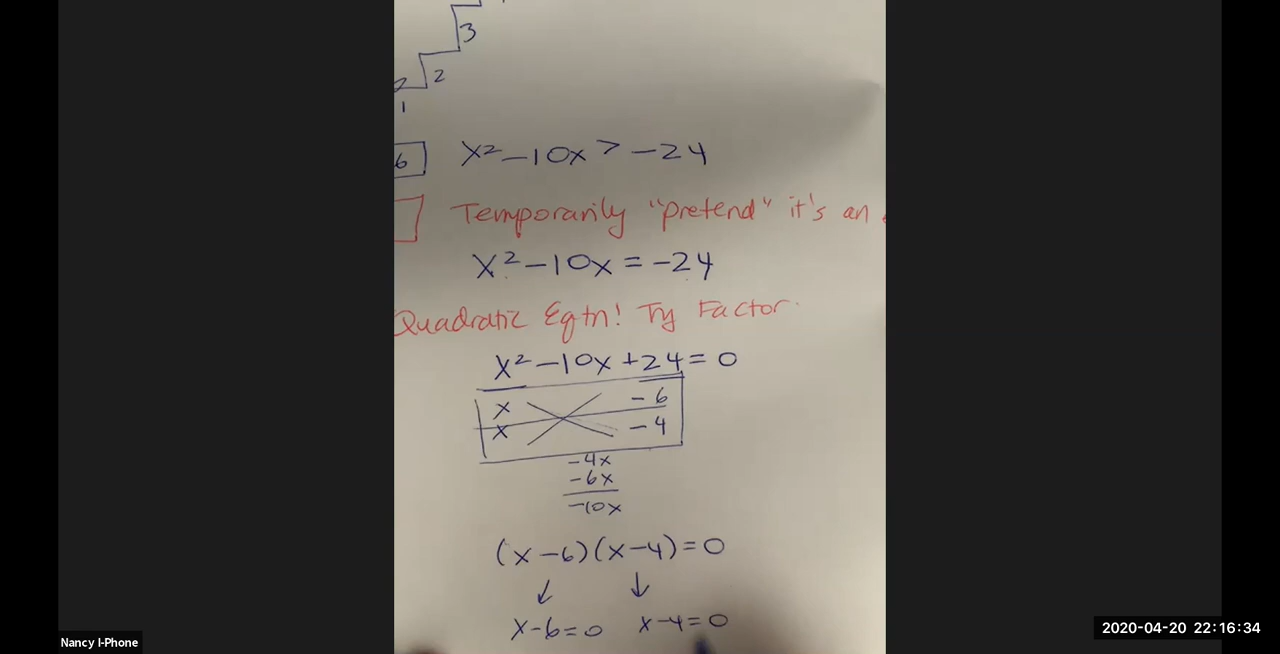 3
2
1
6 x²-10x > -24
Temporarily "pretend" it's an
x²-10x = -24
Quadratic Eqtn! Try Factor.
x²-10x+24=0
x -6
x -4
-4x
-6x
-10x
(x-6)(x-4)=0
↓ ↓
x-6=0 x-4=0
Nancy I-Phone
2020-04-20 22:16:34